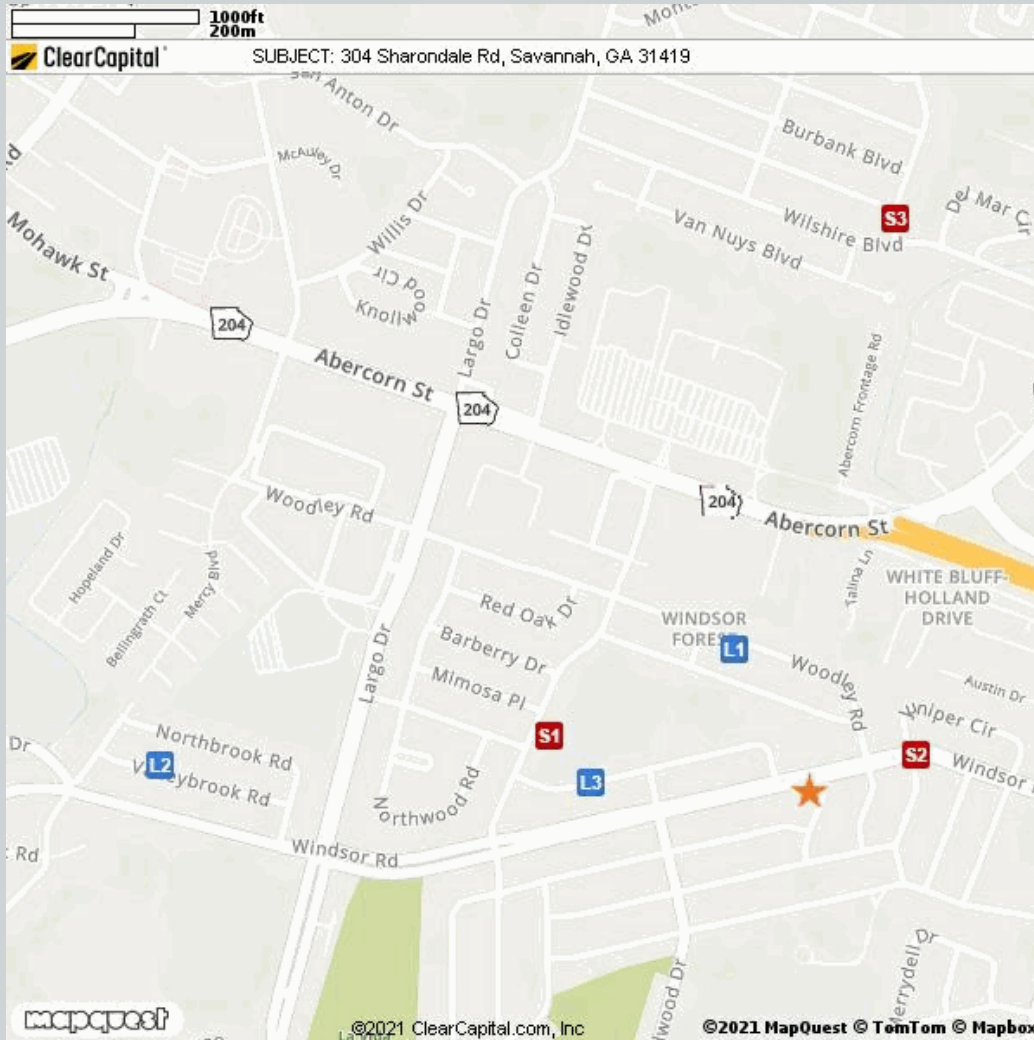 1000ft
200m
ClearCapital
SUBJECT: 304 Sharondale Rd, Savannah, GA 31419
San Anton Dr
McAuley Dr
Burbank Blvd
Del Mar Cir
S3
Wilshire Blvd
Van Nuys Blvd
Mohawk St
Willis Dr
Knollwood Cir
Largo Dr
Colleen Dr
Idlewood Dr
204
Abercorn St
204
Abercorn Frontage Rd
204
Abercorn St
Woodley Rd
Hopeland Dr
Bellingrath Ct
Mercy Blvd
Talina Ln
WHITE BLUFF-
HOLLAND
DRIVE
Red Oak Dr
WINDSOR
FOREST
L1
Barberry Dr
Mimosa Pl
Largo Dr
Woodley Rd
Austin Dr
Juniper Cir
S1
S2
Windsor
Dr
Northbrook Rd
L2
Valleybrook Rd
L3
Northwood Rd
Windsor Rd
Rd
Merrydell Dr
lwood Dr
mapquest
©2021 ClearCapital.com, Inc
©2021 MapQuest © TomTom © Mapbox